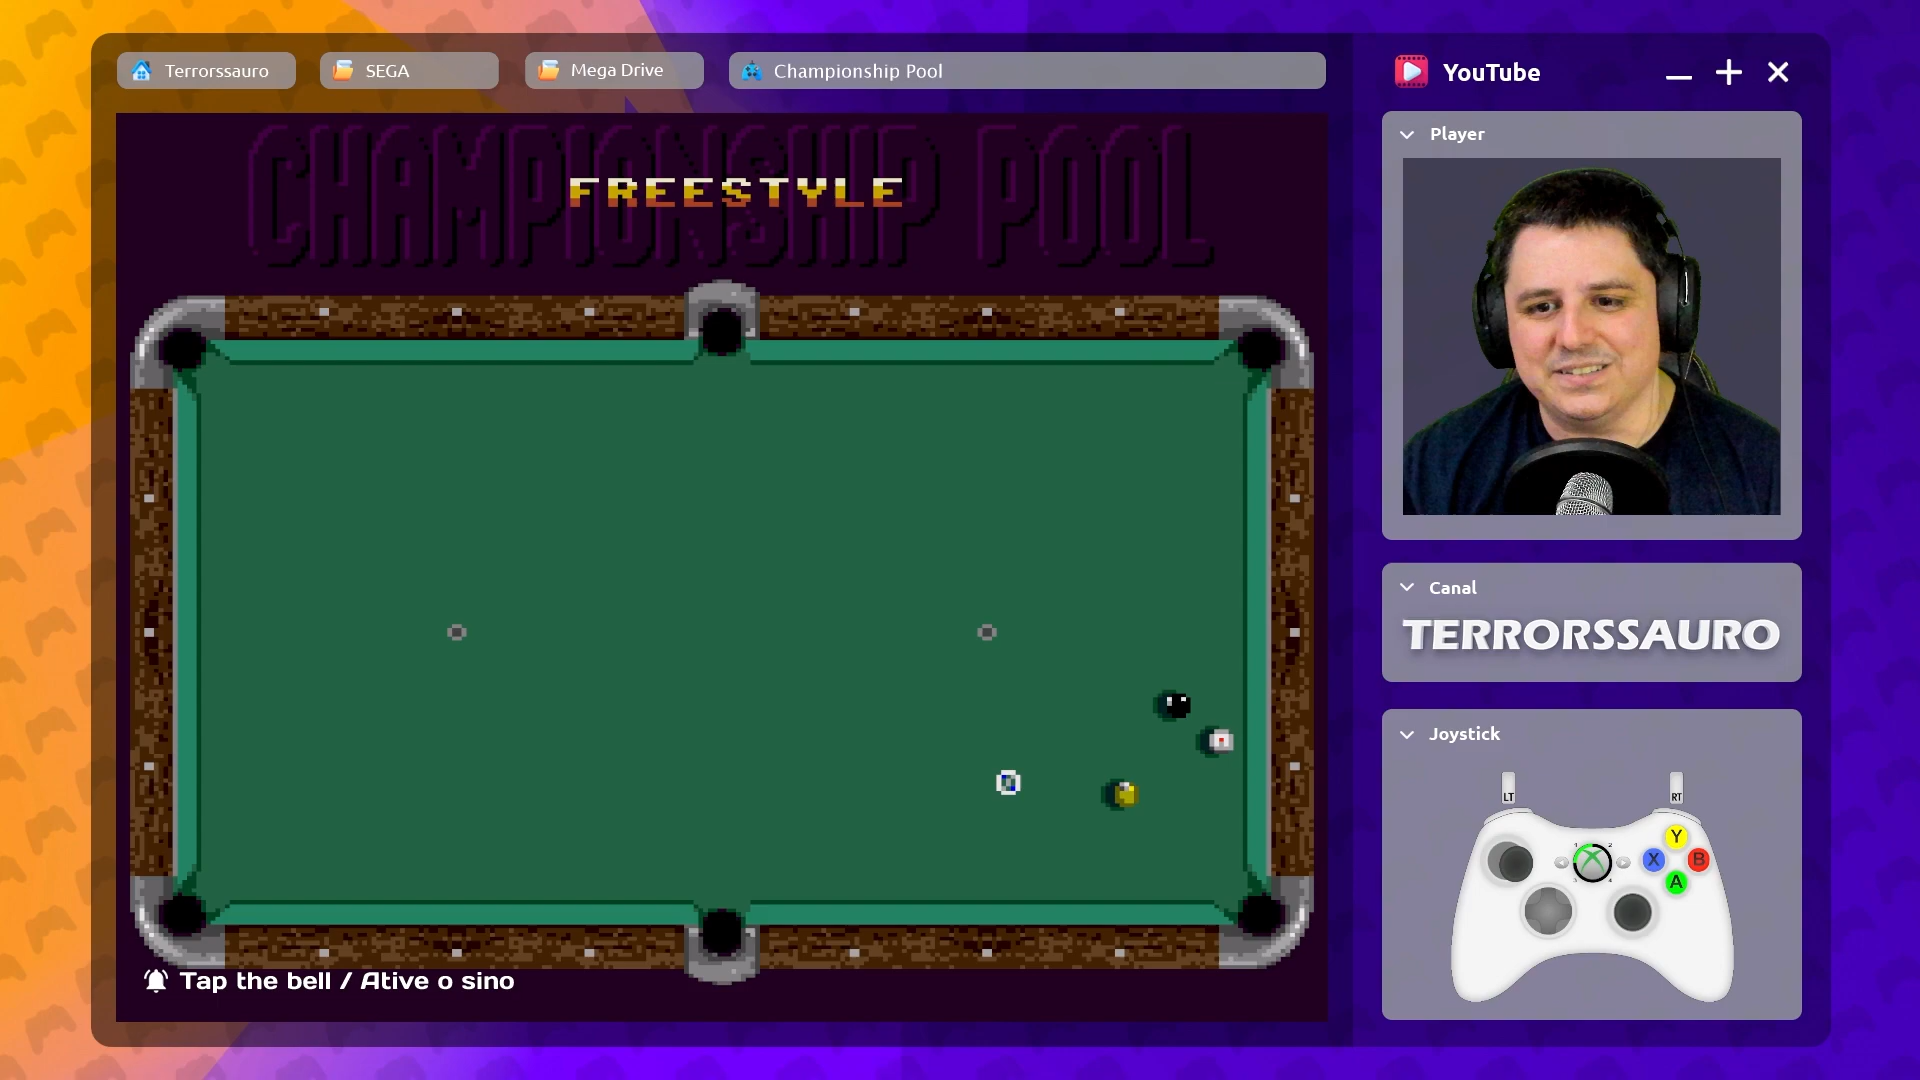 Terrorssauro
SEGA
Mega Drive
Championship Pool
YouTube
CHAMPIONSHIP POOL
FREESTYLE
Tap the bell / Ative o sino
Player
Canal
TERRORSSAURO
Joystick
LT
RT
Y
X
B
A